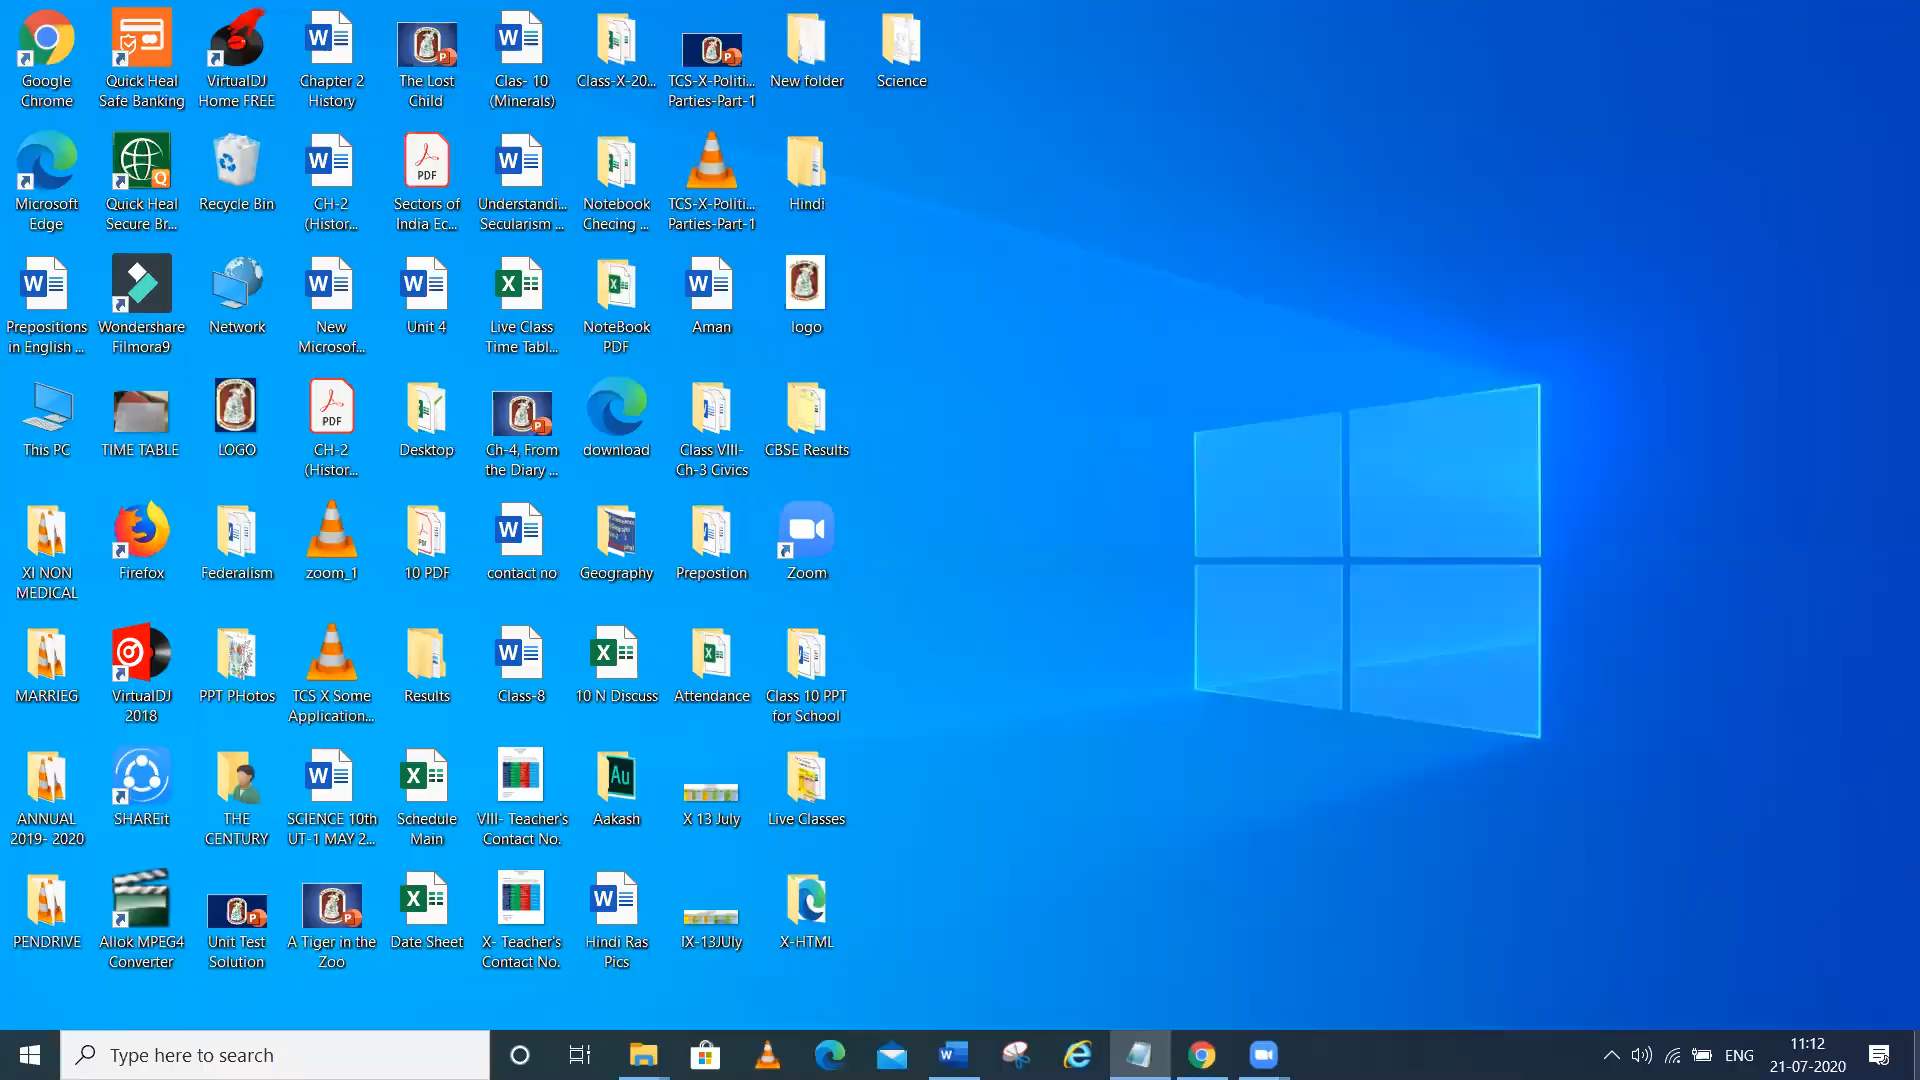 Google
Chrome
Quick Heal
Safe Banking
VirtualDJ
Home FREE
Chapter 2
History
The Lost
Child
Clas- 10
(Minerals)
Class-X-20...
TCS-X-Politi...
Parties-Part-1
New folder
Science
Microsoft
Edge
Quick Heal
Secure Br...
Recycle Bin
CH-2
(Histor...
PDF
Sectors of
India Ec...
Understandi...
Secularism ...
Notebook
Checing ...
TCS-X-Politi...
Parties-Part-1
Hindi
Prepositions
in English ...
Wondershare
Filmora9
Network
New
Microsof...
Unit 4
Live Class
Time Tabl...
NoteBook
PDF
Aman
logo
This PC
TIME TABLE
LOGO
PDF
CH-2
(Histor...
Desktop
Ch-4, From
the Diary ...
download
Class VIII-
Ch-3 Civics
CBSE Results
XI NON
MEDICAL
Firefox
Federalism
zoom_1
10 PDF
contact no
Geography
Prepostion
Zoom
MARRIEG
VirtualDJ
2018
PPT PHotos
TCS X Some
Application...
Results
Class-8
10 N Discuss
Attendance
Class 10 PPT
for School
ANNUAL
2019- 2020
SHAREit
THE
CENTURY
SCIENCE 10th
UT-1 MAY 2...
Schedule
Main
VIII- Teacher's
Contact No.
Au
Aakash
X 13 July
Live Classes
PENDRIVE
Allok MPEG4
Converter
Unit Test
Solution
A Tiger in the
Zoo
Date Sheet
X- Teacher's
Contact No.
Hindi Ras
Pics
IX-13JUly
X-HTML
Type here to search
ENG
11:12
21-07-2020